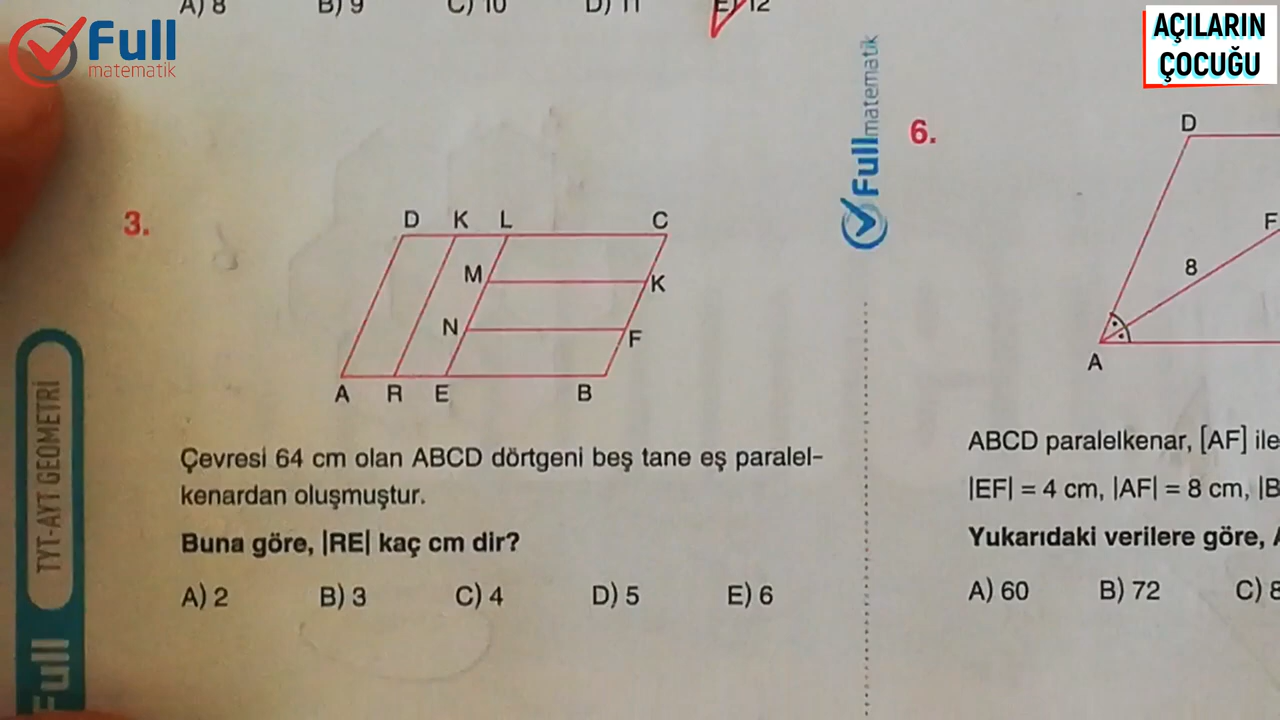 A) 8 B) 9 C) 10 D) 11 E) 12
Full
matematik
AÇILARIN
ÇOCUĞU
Full matematik
3.
D K L C
M
K
N
F
A R E B
Çevresi 64 cm olan ABCD dörtgeni beş tane eş paralel-
kenardan oluşmuştur.
Buna göre, |RE| kaç cm dir?
A) 2 B) 3 C) 4 D) 5 E) 6
6.
D
F
8
A
ABCD paralelkenar, [AF] ile
|EF| = 4 cm, |AF| = 8 cm, |B
Yukarıdaki verilere göre, A
A) 60 B) 72 C) 8
TYT-AYT GEOMETRİ
Full